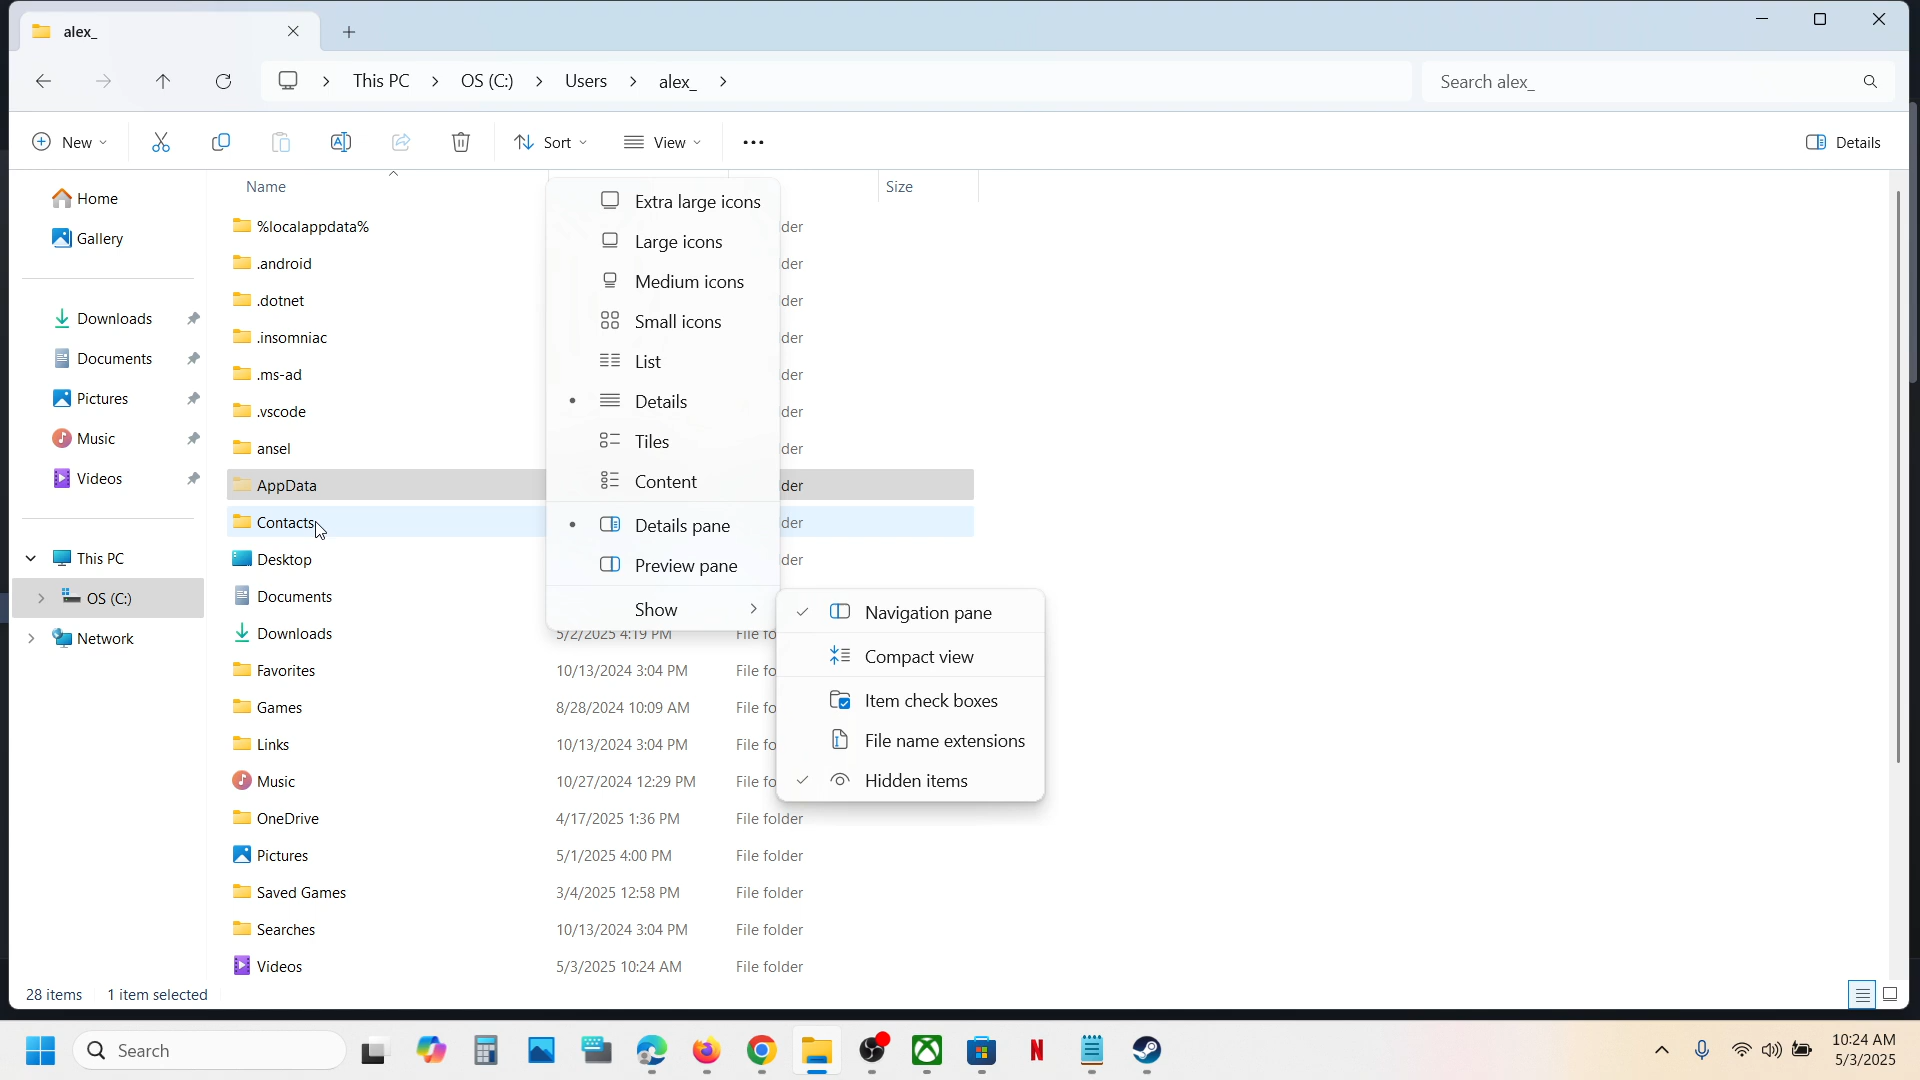 alex_
This PC > OS (C:) > Users > alex_ >
Search alex_
New
Sort
View
Details
Home
Gallery
Downloads
Documents
Pictures
Music
Videos
This PC
OS (C:)
Network
Name
Size
%localappdata%
der
.android
der
.dotnet
der
.insomniac
der
.ms-ad
der
.vscode
der
ansel
der
AppData
der
Contacts
der
Desktop
der
Documents
Downloads
5/2/2025 4:19 PM
File fo
Favorites
10/13/2024 3:04 PM
File fo
Games
8/28/2024 10:09 AM
File fo
Links
10/13/2024 3:04 PM
File fo
Music
10/27/2024 12:29 PM
File fo
OneDrive
4/17/2025 1:36 PM
File folder
Pictures
5/1/2025 4:00 PM
File folder
Saved Games
3/4/2025 12:58 PM
File folder
Searches
10/13/2024 3:04 PM
File folder
Videos
5/3/2025 10:24 AM
File folder
Extra large icons
Large icons
Medium icons
Small icons
List
Details
Tiles
Content
Details pane
Preview pane
Show
Navigation pane
Compact view
Item check boxes
File name extensions
Hidden items
28 items
1 item selected
Search
N
10:24 AM
5/3/2025